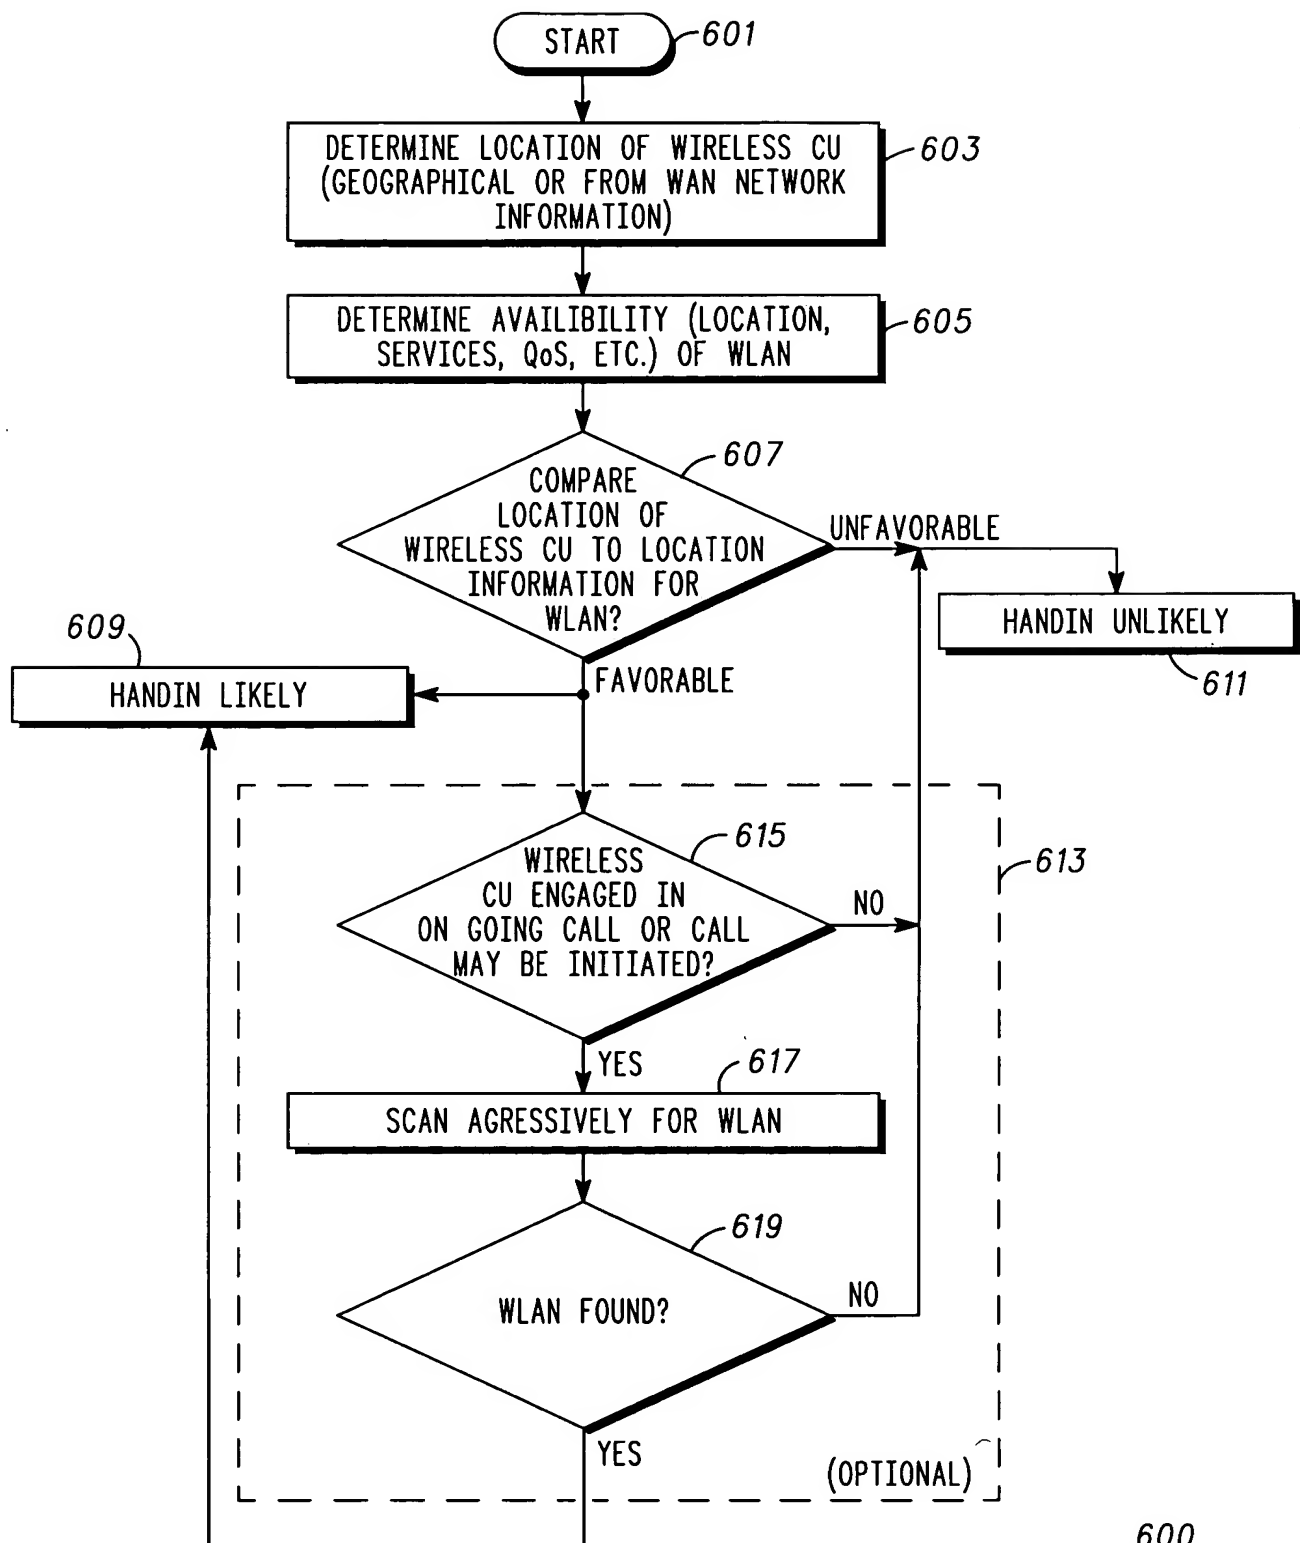 START
601
DETERMINE LOCATION OF WIRELESS CU
(GEOGRAPHICAL OR FROM WAN NETWORK
INFORMATION)
603
DETERMINE AVAILIBILITY (LOCATION,
SERVICES, QoS, ETC.) OF WLAN
605
607
COMPARE
LOCATION OF
WIRELESS CU TO LOCATION
INFORMATION FOR
WLAN?
UNFAVORABLE
HANDIN UNLIKELY
611
FAVORABLE
609
HANDIN LIKELY
613
615
WIRELESS
CU ENGAGED IN
ON GOING CALL OR CALL
MAY BE INITIATED?
NO
YES
617
SCAN AGRESSIVELY FOR WLAN
619
WLAN FOUND?
NO
YES
(OPTIONAL)
600